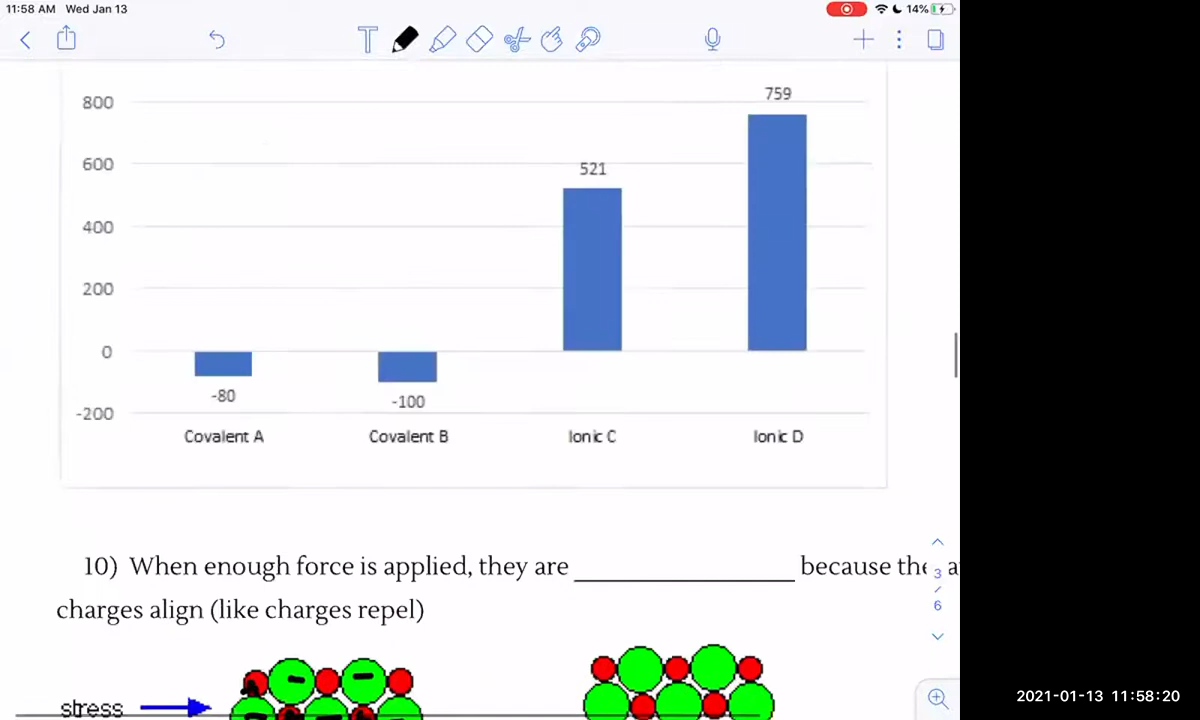 11:58 AM Wed Jan 13
14%
T
800
759
600
521
400
200
0
-80
-100
-200
Covalent A
Covalent B
Ionic C
Ionic D
10) When enough force is applied, they are ______________ because the
3
/
6
charges align (like charges repel)
stress
2021-01-13 11:58:20